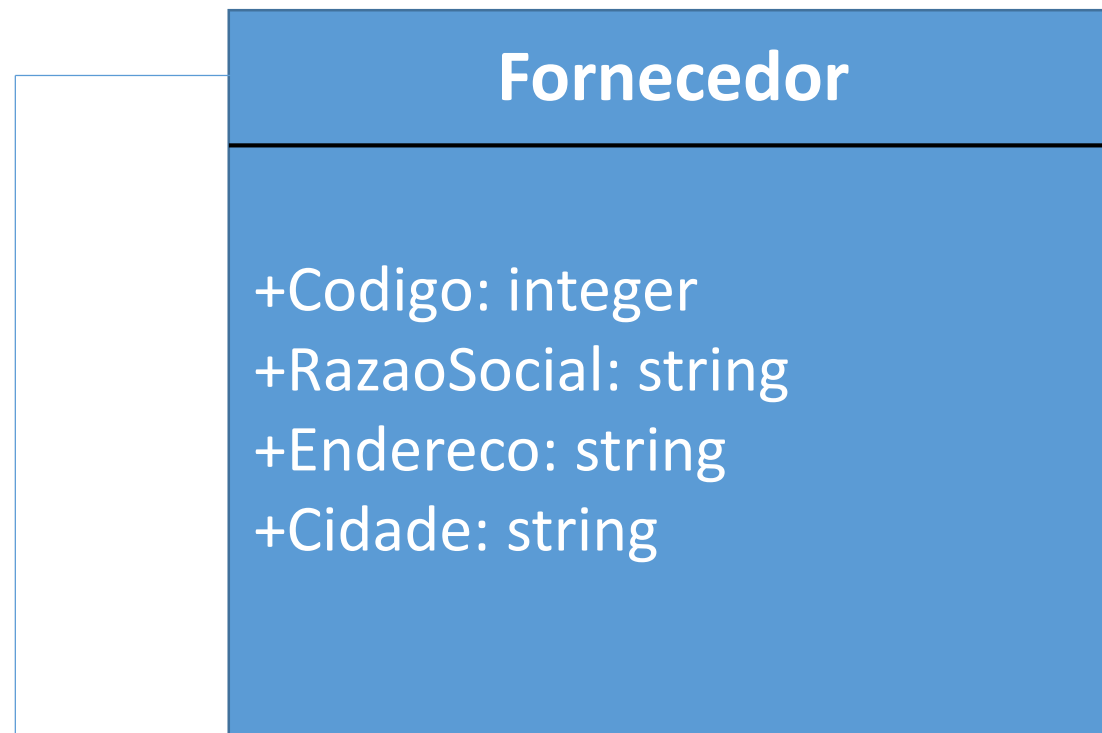 Fornecedor
+Codigo: integer
+RazaoSocial: string
+Endereco: string
+Cidade: string